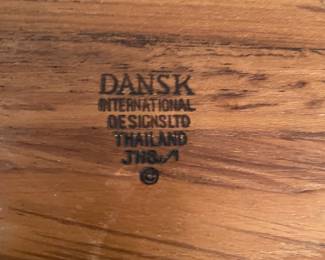 DANSK
INTERNATIONAL
DESIGNS LTD
THAILAND
©